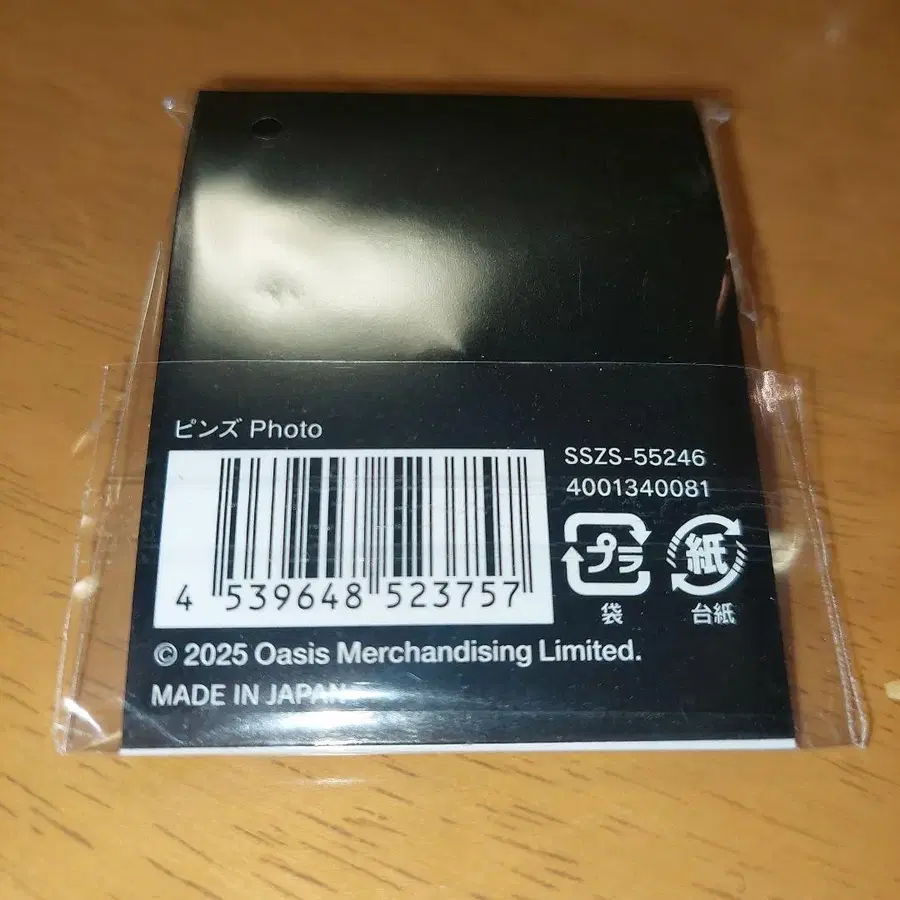 ピンズ Photo
SSZS-55246
4001340081
4 539648 523757
プラ
紙
袋
台紙
© 2025 Oasis Merchandising Limited.
MADE IN JAPAN